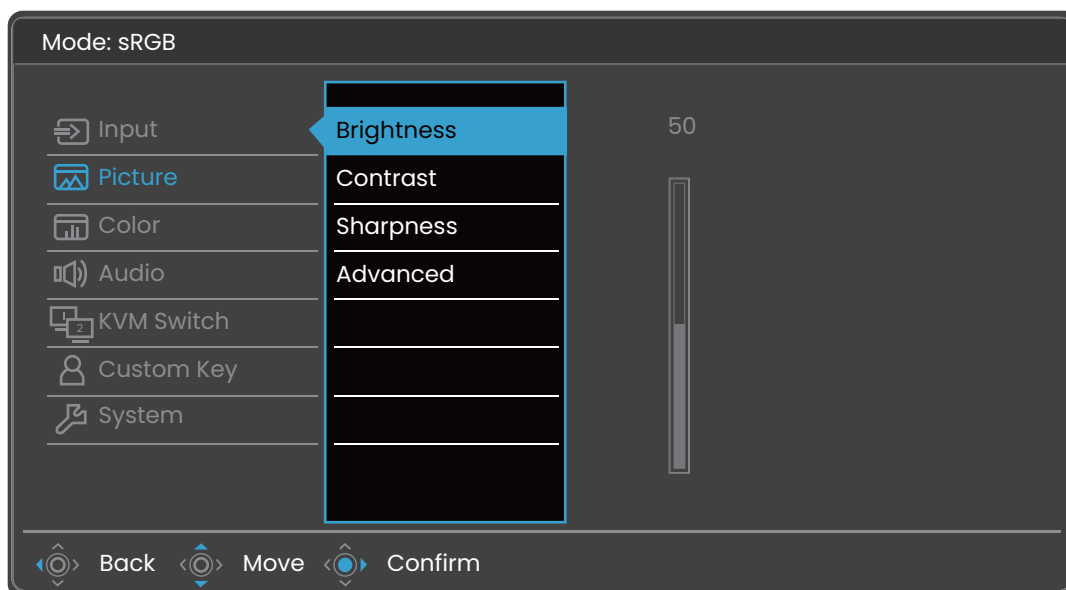 Mode: sRGB
Input
Brightness
50
Picture
Contrast
Color
Sharpness
Audio
Advanced
1
2
KVM Switch
Custom Key
System
Back
Move
Confirm